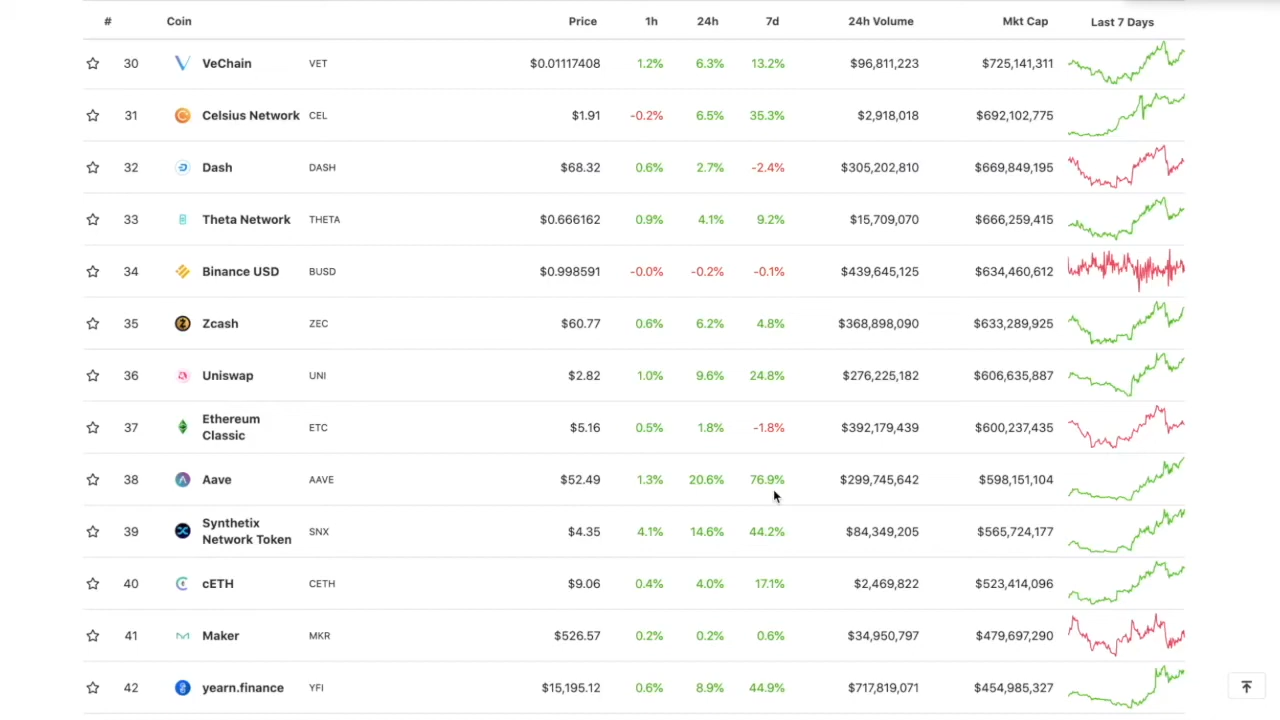 # Coin Price 1h 24h 7d 24h Volume Mkt Cap Last 7 Days
30 VeChain VET $0.01117408 1.2% 6.3% 13.2% $96,811,223 $725,141,311
31 Celsius Network CEL $1.91 -0.2% 6.5% 35.3% $2,918,018 $692,102,775
32 Dash DASH $68.32 0.6% 2.7% -2.4% $305,202,810 $669,849,195
33 Theta Network THETA $0.666162 0.9% 4.1% 9.2% $15,709,070 $666,259,415
34 Binance USD BUSD $0.998591 -0.0% -0.2% -0.1% $439,645,125 $634,460,612
35 Zcash ZEC $60.77 0.6% 6.2% 4.8% $368,898,090 $633,289,925
36 Uniswap UNI $2.82 1.0% 9.6% 24.8% $276,225,182 $606,635,887
37 Ethereum
Classic ETC $5.16 0.5% 1.8% -1.8% $392,179,439 $600,237,435
38 Aave AAVE $52.49 1.3% 20.6% 76.9% $299,745,642 $598,151,104
39 Synthetix
Network Token SNX $4.35 4.1% 14.6% 44.2% $84,349,205 $565,724,177
40 cETH CETH $9.06 0.4% 4.0% 17.1% $2,469,822 $523,414,096
41 Maker MKR $526.57 0.2% 0.2% 0.6% $34,950,797 $479,697,290
42 yearn.finance YFI $15,195.12 0.6% 8.9% 44.9% $717,819,071 $454,985,327